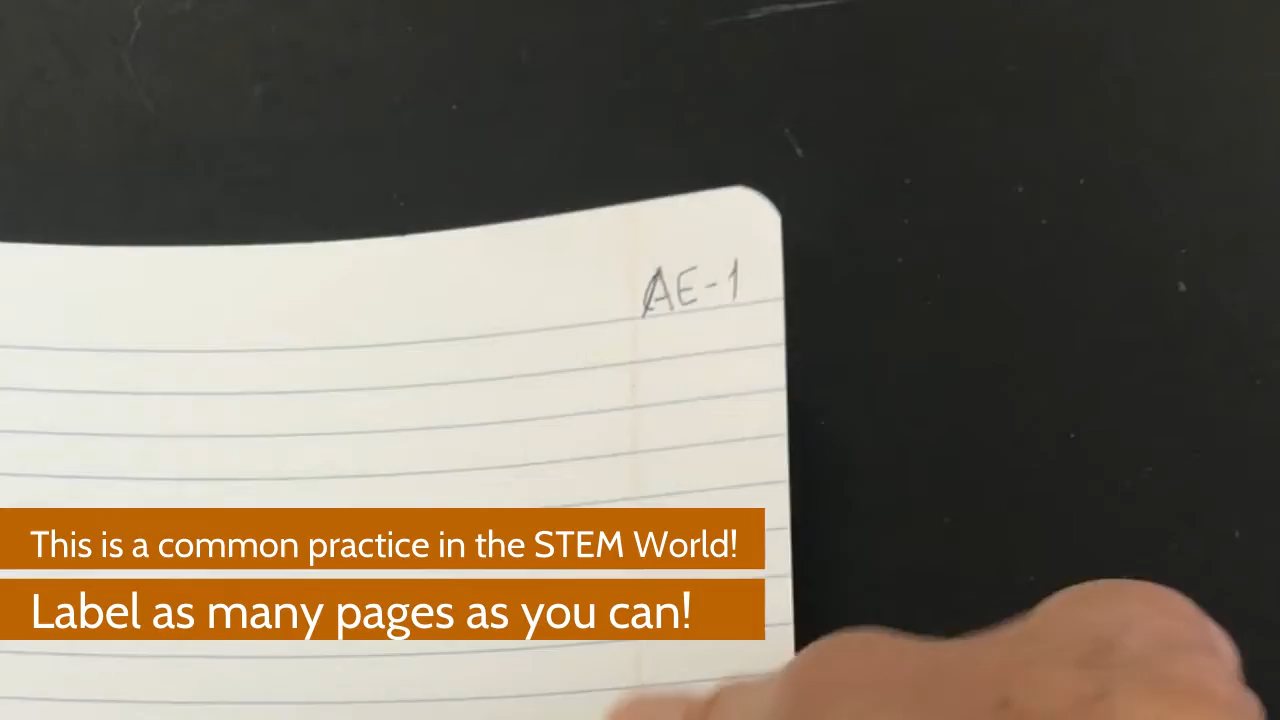 AE-1
This is a common practice in the STEM World!
Label as many pages as you can!